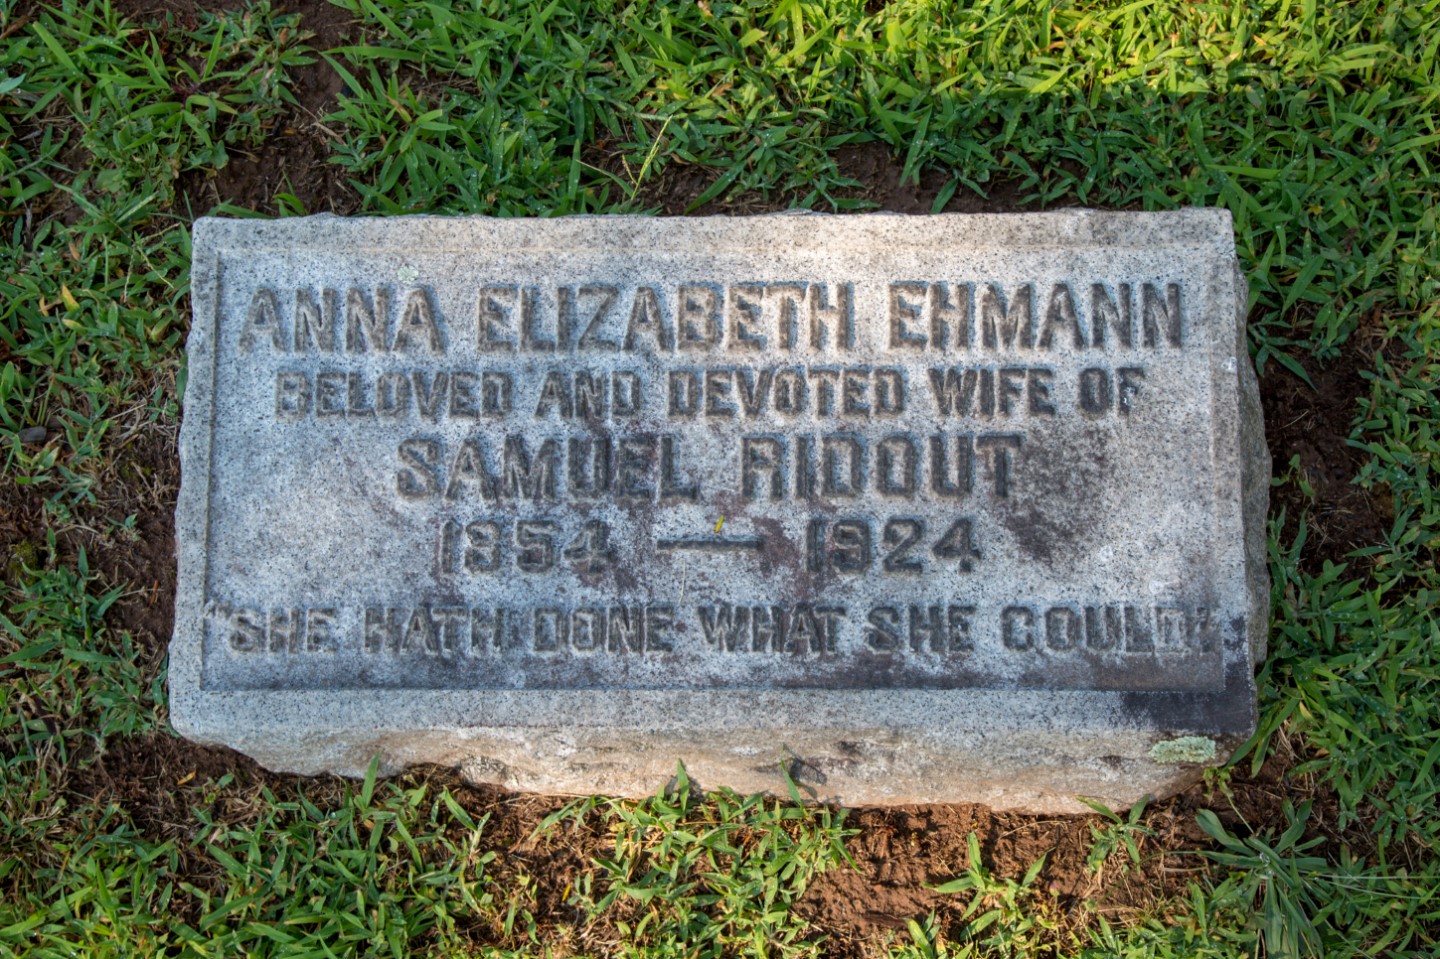 ANNA ELIZABETH EHMANN
BELOVED AND DEVOTED WIFE OF
SAMUEL RIDOUT
1854 — 1924
"SHE HATH DONE WHAT SHE COULD"